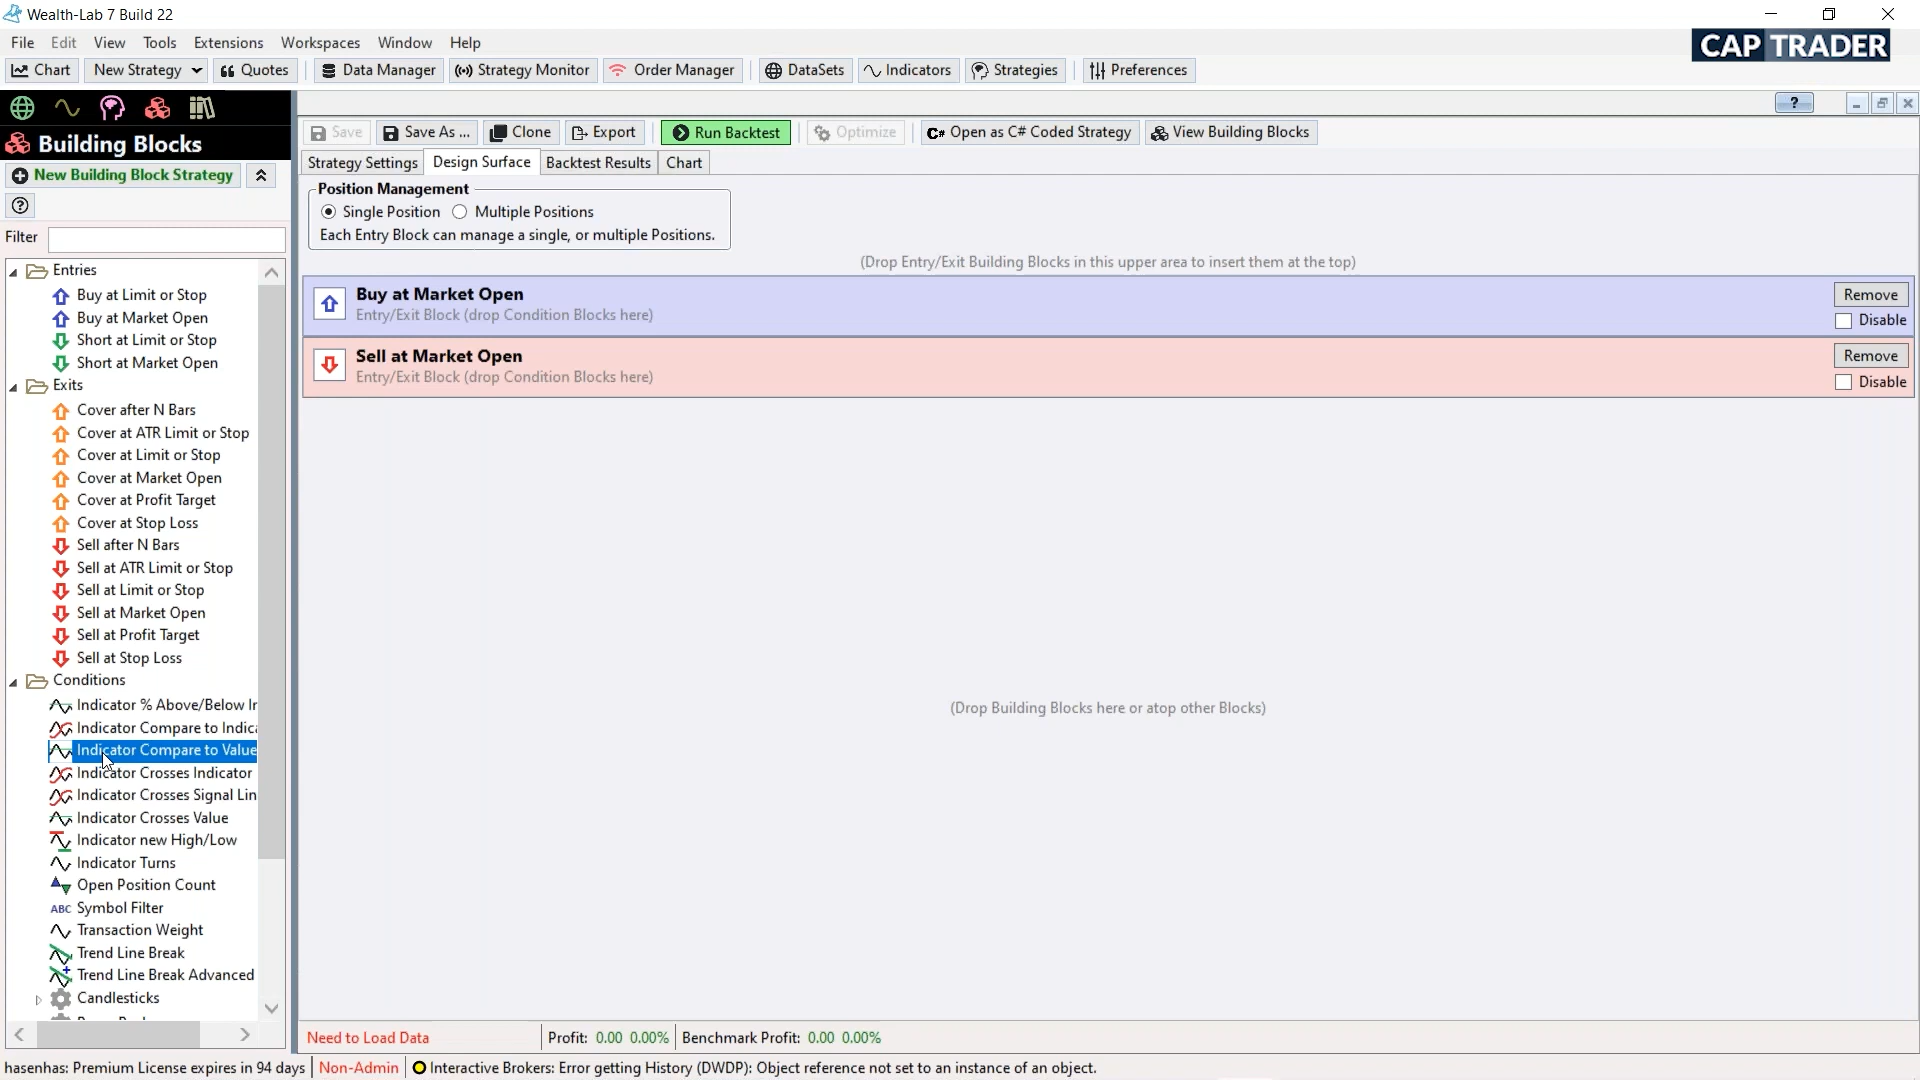 Wealth-Lab 7 Build 22
File Edit View Tools Extensions Workspaces Window Help
CAP TRADER
Chart New Strategy Quotes Data Manager Strategy Monitor Order Manager DataSets Indicators Strategies Preferences
?
Building Blocks
Save Save As ... Clone Export Run Backtest Optimize C# Open as C# Coded Strategy View Building Blocks
New Building Block Strategy
Strategy Settings Design Surface Backtest Results Chart
Position Management
Single Position Multiple Positions
Each Entry Block can manage a single, or multiple Positions.
Filter
(Drop Entry/Exit Building Blocks in this upper area to insert them at the top)
Buy at Market Open
Entry/Exit Block (drop Condition Blocks here)
Remove
Disable
Sell at Market Open
Entry/Exit Block (drop Condition Blocks here)
Remove
Disable
(Drop Building Blocks here or atop other Blocks)
Entries
Buy at Limit or Stop
Buy at Market Open
Short at Limit or Stop
Short at Market Open
Exits
Cover after N Bars
Cover at ATR Limit or Stop
Cover at Limit or Stop
Cover at Market Open
Cover at Profit Target
Cover at Stop Loss
Sell after N Bars
Sell at ATR Limit or Stop
Sell at Limit or Stop
Sell at Market Open
Sell at Profit Target
Sell at Stop Loss
Conditions
Indicator % Above/Below Ir
Indicator Compare to Indica
Indicator Compare to Value
Indicator Crosses Indicator
Indicator Crosses Signal Lin
Indicator Crosses Value
Indicator new High/Low
Indicator Turns
Open Position Count
ABC Symbol Filter
Transaction Weight
Trend Line Break
Trend Line Break Advanced
Candlesticks
Need to Load Data Profit: 0.00 0.00% Benchmark Profit: 0.00 0.00%
hasenhas: Premium License expires in 94 days Non-Admin Interactive Brokers: Error getting History (DWDP): Object reference not set to an instance of an object.